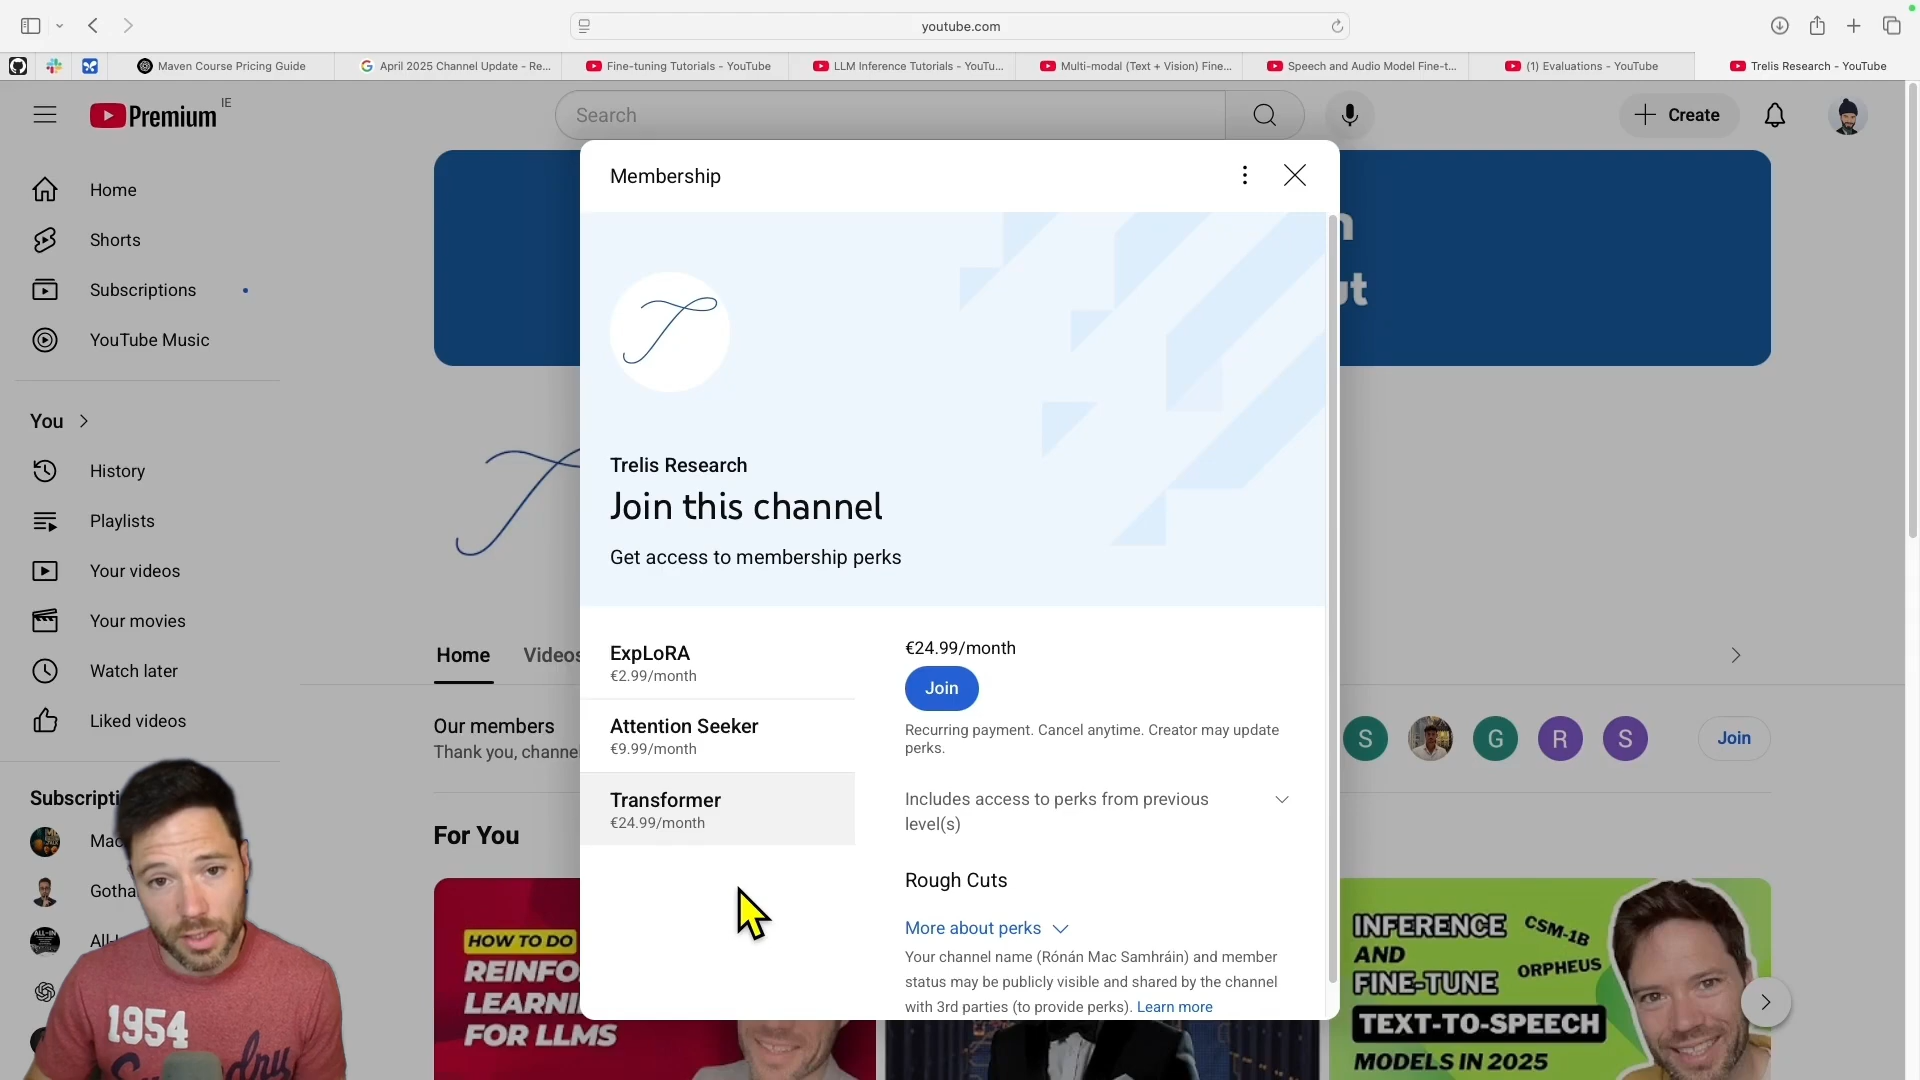 youtube.com
Maven Course Pricing Guide
April 2025 Channel Update - Re...
Fine-tuning Tutorials - YouTube
LLM Inference Tutorials - YouTu...
Multi-modal (Text + Vision) Fine...
Speech and Audio Model Fine-t...
(1) Evaluations - YouTube
Trelis Research - YouTube
Premium IE
Search
Create
Home
Shorts
Subscriptions
YouTube Music
You
History
Playlists
Your videos
Your movies
Watch later
Liked videos
Subscripti
Mac
Gotha
ALL-IN
All-
Membership
Trelis Research
Join this channel
Get access to membership perks
ExpLoRA
€2.99/month
Attention Seeker
€9.99/month
Transformer
€24.99/month
€24.99/month
Join
Recurring payment. Cancel anytime. Creator may update
perks.
Includes access to perks from previous
level(s)
Rough Cuts
More about perks
Your channel name (Rónán Mac Samhráin) and member
status may be publicly visible and shared by the channel
with 3rd parties (to provide perks). Learn more
n
ut
Home
Videos
Our members
Thank you, channe
S
G
R
S
Join
For You
HOW TO DO
REINFO
LEARNI
FOR LLMS
INFERENCE
AND
FINE-TUNE
TEXT-TO-SPEECH
MODELS IN 2025
CSM-1B
ORPHEUS
1954